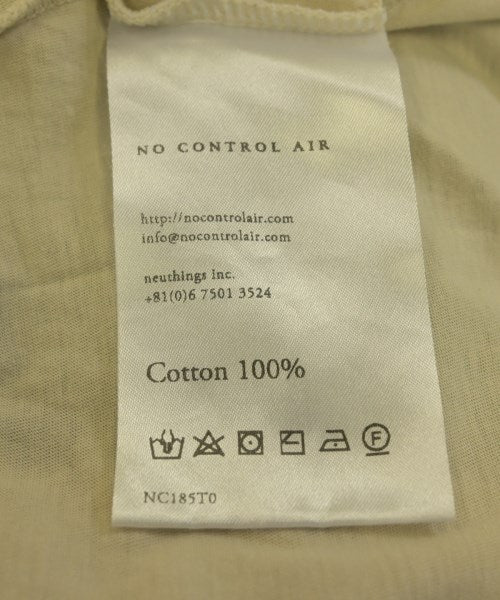 NO CONTROL AIR
http://nocontrolair.com
info@nocontrolair.com
neuthings Inc.
+81(0)6 7501 3524
Cotton 100%
F
NC185T0